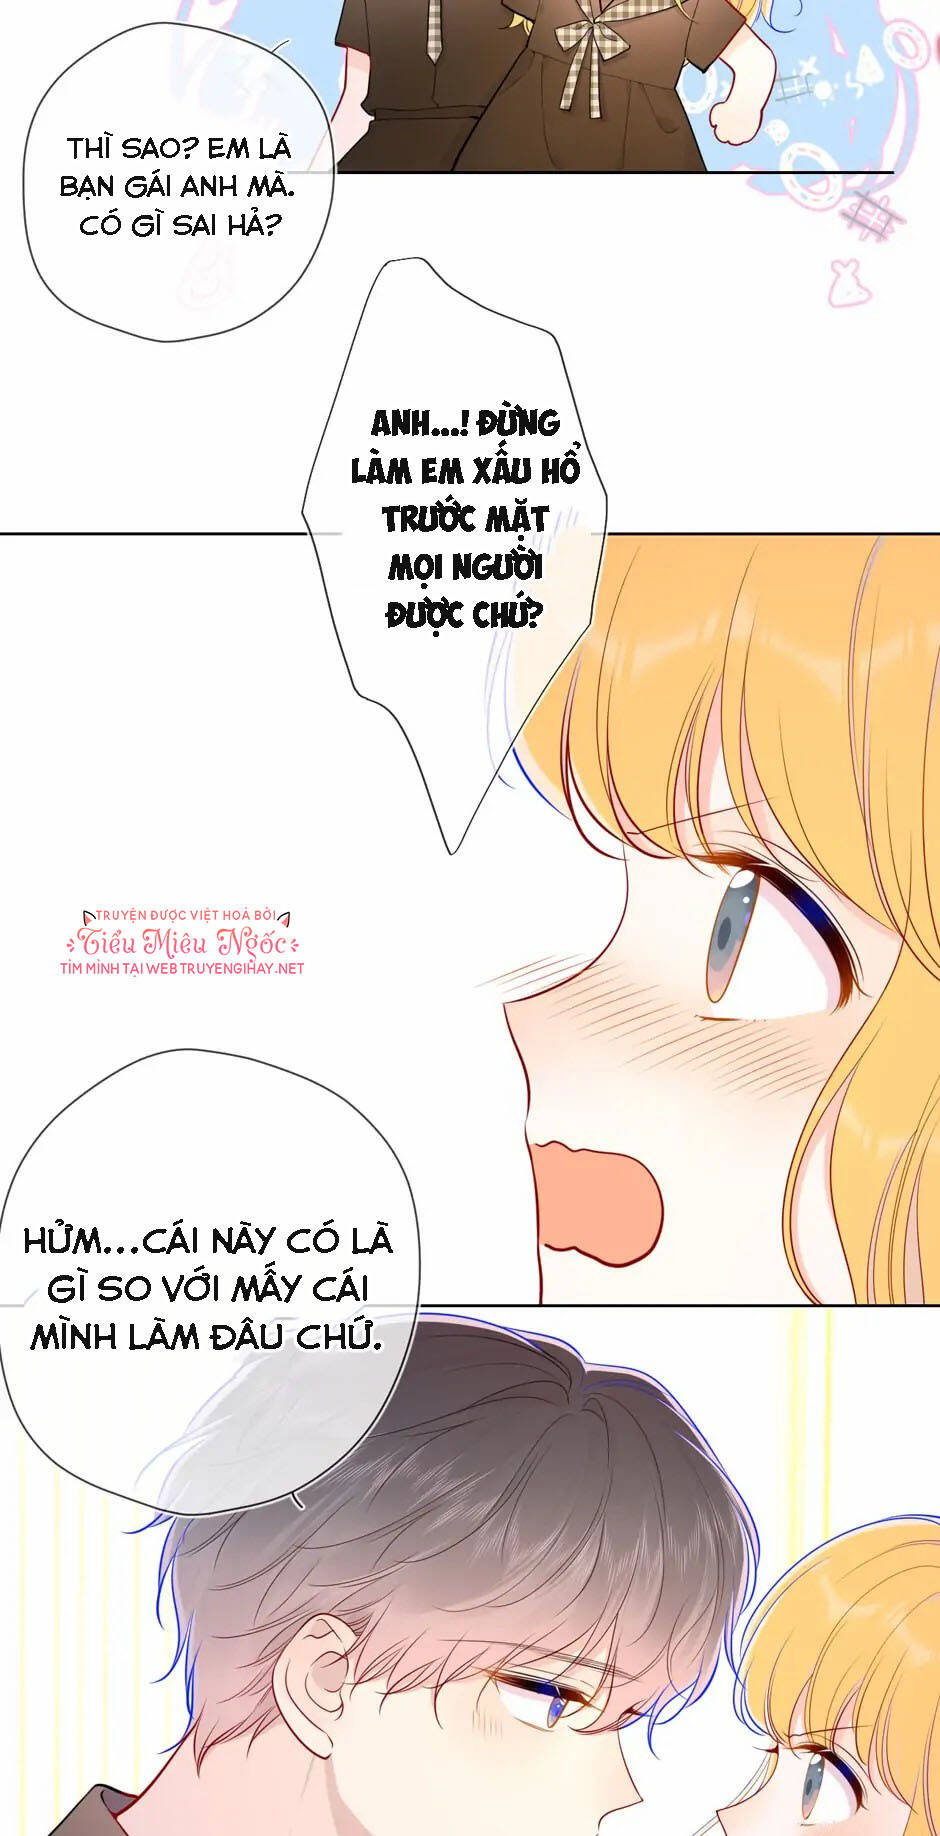 THÌ SAO? EM LÀ
BẠN GÁI ANH MÀ.
CÓ GÌ SAI HẢ?
ANH...! ĐỪNG
LÀM EM XẤU HỔ
TRƯỚC MẶT
MỌI NGƯỜI
ĐƯỢC CHỨ?
TRUYỆN ĐƯỢC VIỆT HOÁ BỞI
TIỂU MIÊU NGỐC
TÌM MÌNH TẠI WEBTRUYENGIHAY.NET
HỬM...CÁI NÀY CÓ LÀ
GÌ SO VỚI MẤY CÁI
MÌNH LÀM ĐÂU CHỨ.